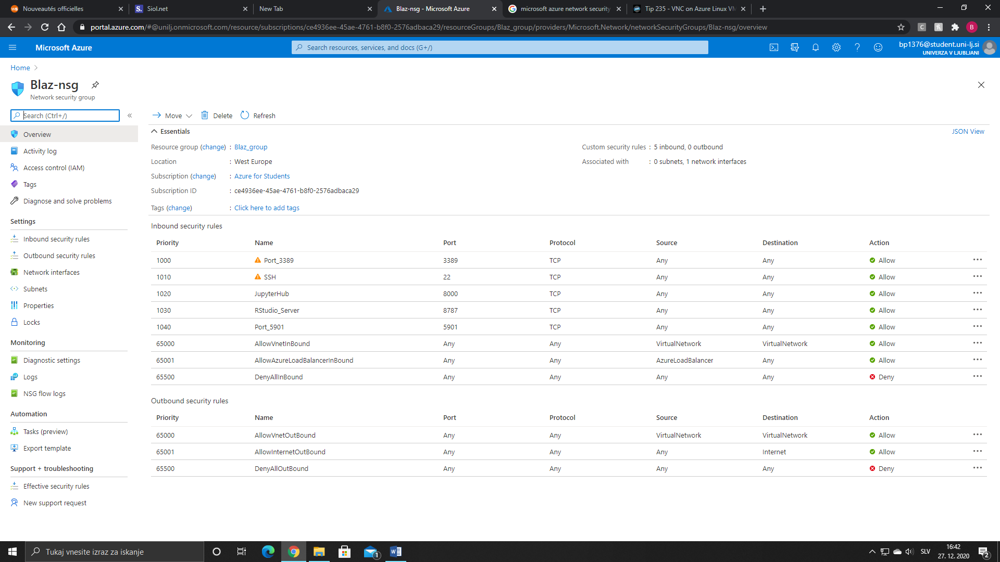 Nouveautés officielles
Siol.net
New Tab
Blaz-nsg - Microsoft Azure
microsoft azure network security
Tip 235 - VNC on Azure Linux VM
portal.azure.com/#@unilj.onmicrosoft.com/resource/subscriptions/ce4936ee-45ae-4761-b8f0-2576adbaca29/resourceGroups/Blaz_group/providers/Microsoft.Network/networkSecurityGroups/Blaz-nsg/overview
C
B
Microsoft Azure
Search resources, services, and docs (G+/)
bp1376@student.uni-lj.si
UNIVERZA V LJUBLJANI
Home
Blaz-nsg
Network security group
Search (Ctrl+/)
Move
Delete
Refresh
Overview
Activity log
Access control (IAM)
Tags
Diagnose and solve problems
Settings
Inbound security rules
Outbound security rules
Network interfaces
Subnets
Properties
Locks
Monitoring
Diagnostic settings
Logs
NSG flow logs
Automation
Tasks (preview)
Export template
Support + troubleshooting
Effective security rules
New support request
Essentials
JSON View
Resource group (change) : Blaz_group
Location : West Europe
Subscription (change) : Azure for Students
Subscription ID : ce4936ee-45ae-4761-b8f0-2576adbaca29
Tags (change) : Click here to add tags
Custom security rules : 5 inbound, 0 outbound
Associated with : 0 subnets, 1 network interfaces
Inbound security rules
Priority Name Port Protocol Source Destination Action
1000 Port_3389 3389 TCP Any Any Allow
1010 SSH 22 TCP Any Any Allow
1020 JupyterHub 8000 TCP Any Any Allow
1030 RStudio_Server 8787 TCP Any Any Allow
1040 Port_5901 5901 TCP Any Any Allow
65000 AllowVnetInBound Any Any VirtualNetwork VirtualNetwork Allow
65001 AllowAzureLoadBalancerInBound Any Any AzureLoadBalancer Any Allow
65500 DenyAllInBound Any Any Any Any Deny
Outbound security rules
Priority Name Port Protocol Source Destination Action
65000 AllowVnetOutBound Any Any VirtualNetwork VirtualNetwork Allow
65001 AllowInternetOutBound Any Any Any Internet Allow
65500 DenyAllOutBound Any Any Any Any Deny
Tukaj vnesite izraz za iskanje
1
SLV
16:42
27. 12. 2020
2